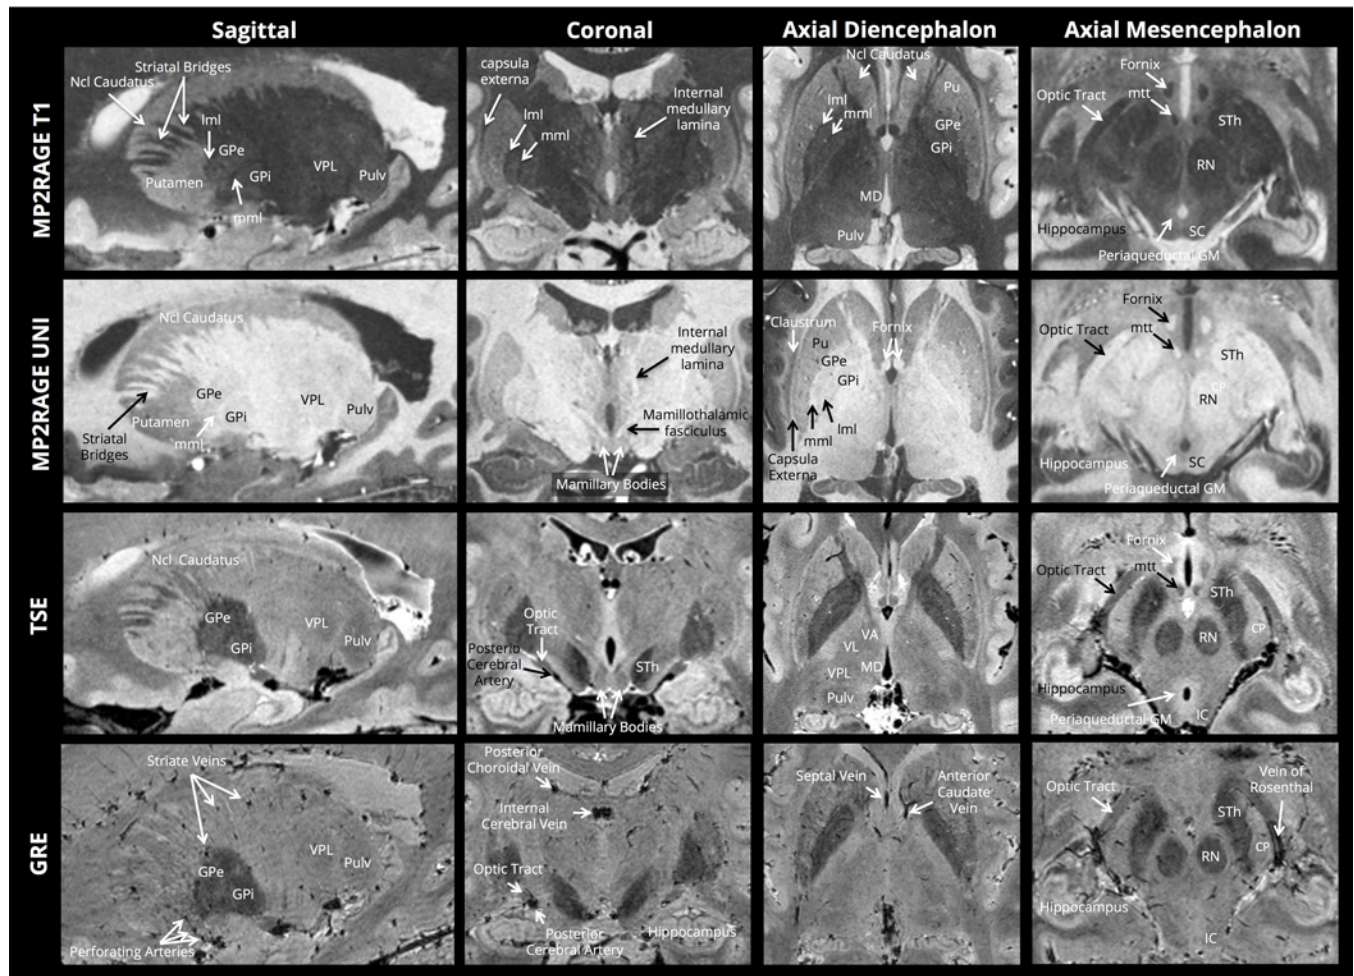 Sagittal
Coronal
Axial Diencephalon
Axial Mesencephalon
MP2RAGE T1
Striatal Bridges
Ncl Caudatus
lml
GPe
VPL
Putamen
GPi
Pulv
mml
capsula
externa
lml
mml
Internal
medullary
lamina
Ncl Caudatus
lml
mml
Pu
GPe
GPi
MD
Pulv
Fornix
Optic Tract
mtt
STh
RN
Hippocampus
SC
Periaqueductal GM
MP2RAGE UNI
Ncl Caudatus
GPe
VPL
Putamen
GPi
Pulv
mml
Striatal
Bridges
Internal
medullary
lamina
Mamillothalamic
fasciculus
Mamillary Bodies
Claustrum
Fornix
Pu
GPe
GPi
lml
mml
Capsula
Externa
Fornix
Optic Tract
mtt
STh
CP
RN
Hippocampus
SC
Periaqueductal GM
TSE
Ncl Caudatus
GPe
VPL
GPi
Pulv
Optic
Tract
Posterio
Cerebral
Artery
STh
Mamillary Bodies
VA
VL
VPL
MD
Pulv
Fornix
Optic Tract
mtt
STh
RN
CP
Hippocampus
Periaqueductal GM
IC
GRE
Striate Veins
VPL
GPe
Pulv
GPi
Perforating Arteries
Posterior
Choroidal Vein
Internal
Cerebral Vein
Optic Tract
Posterior
Cerebral Artery
Hippocampus
Septal Vein
Anterior
Caudate
Vein
Optic Tract
Vein of
Rosenthal
STh
RN
CP
Hippocampus
IC